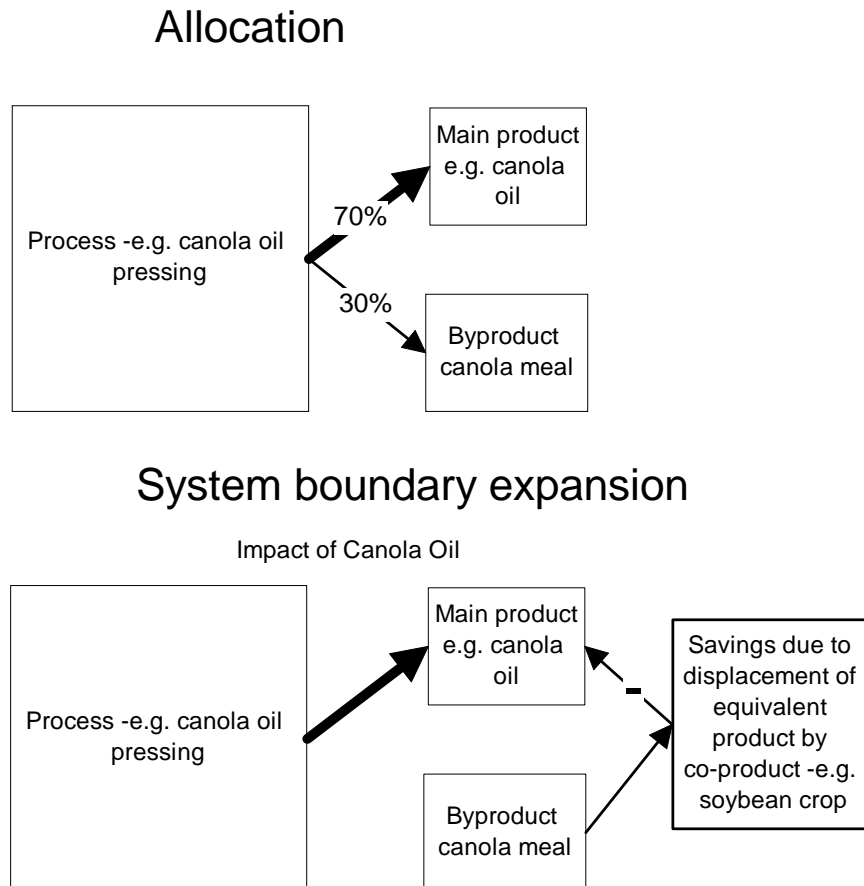 Allocation
Main product
e.g. canola
oil
70%
Process -e.g. canola oil
pressing
30%
Byproduct
canola meal
System boundary expansion
Impact of Canola Oil
Main product
e.g. canola
oil
Process -e.g. canola oil
pressing
-
Savings due to
displacement of
equivalent
product by
co-product -e.g.
soybean crop
Byproduct
canola meal